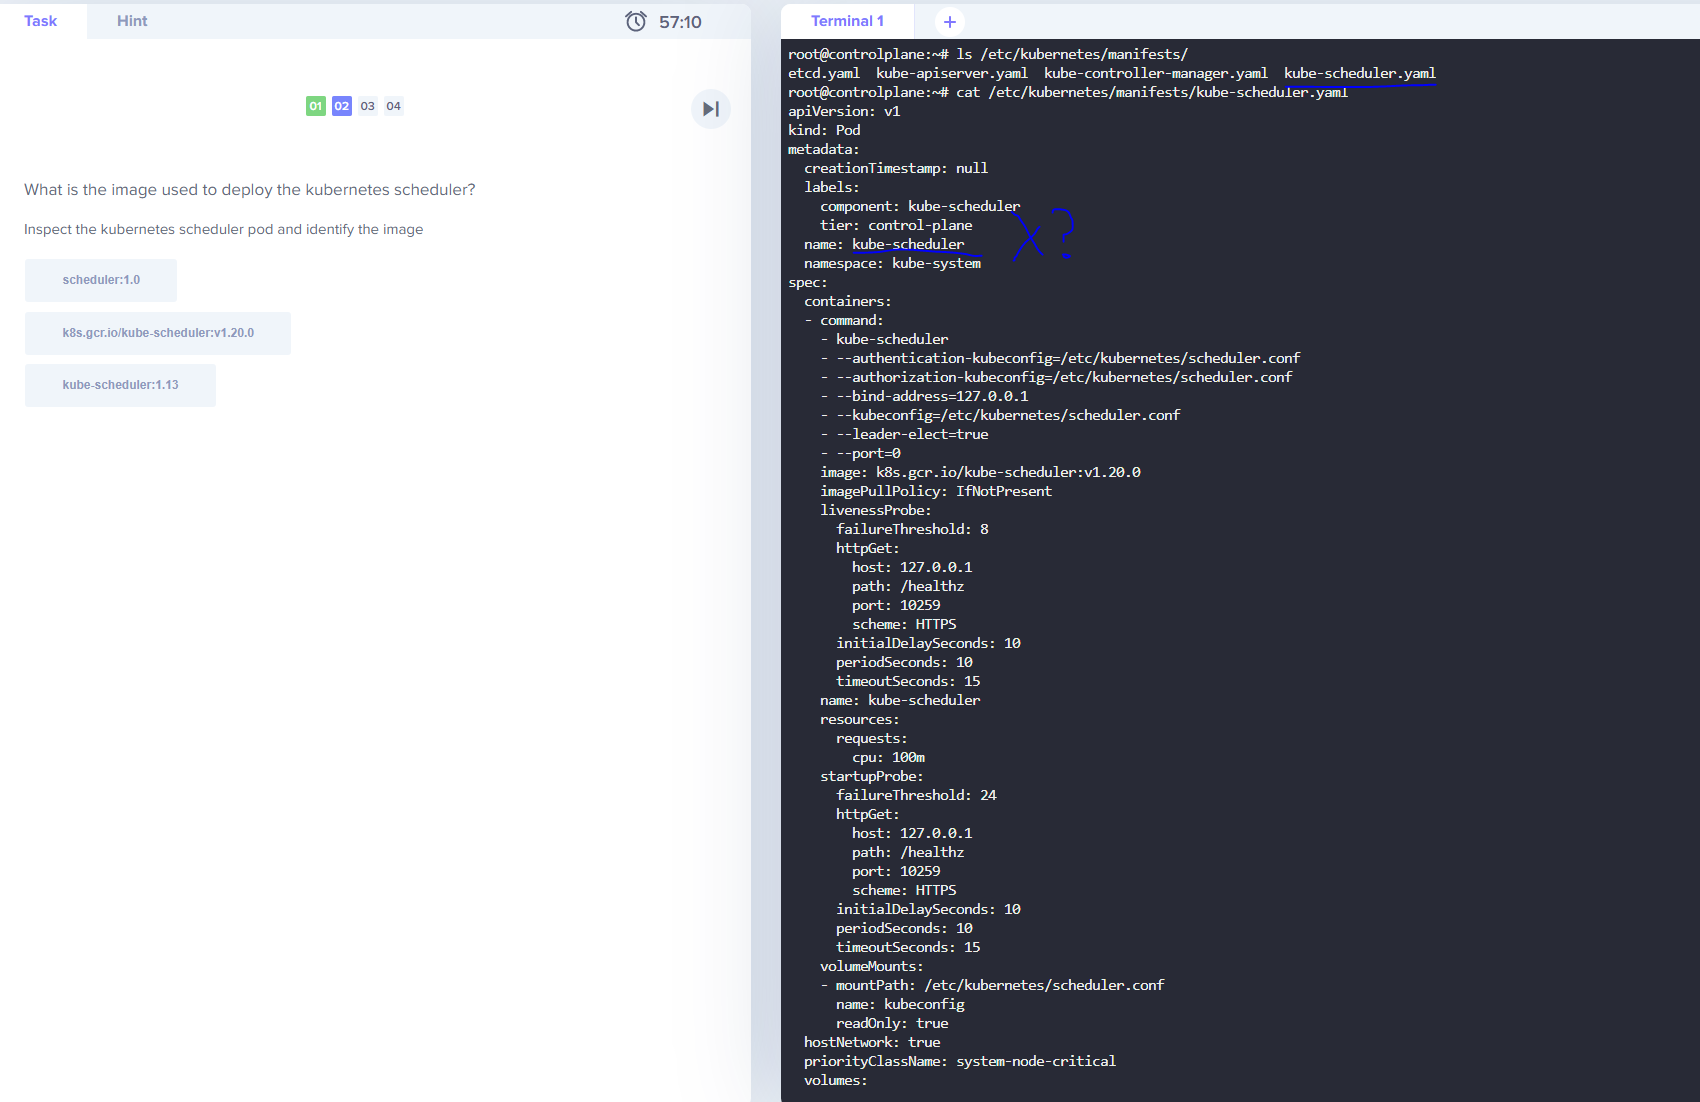 Task
Hint
57:10
01 02 03 04
What is the image used to deploy the kubernetes scheduler?
Inspect the kubernetes scheduler pod and identify the image
scheduler:1.0
k8s.gcr.io/kube-scheduler:v1.20.0
kube-scheduler:1.13
Terminal 1
+
root@controlplane:~# ls /etc/kubernetes/manifests/
etcd.yaml  kube-apiserver.yaml  kube-controller-manager.yaml  kube-scheduler.yaml
root@controlplane:~# cat /etc/kubernetes/manifests/kube-scheduler.yaml
apiVersion: v1
kind: Pod
metadata:
  creationTimestamp: null
  labels:
    component: kube-scheduler
    tier: control-plane
  name: kube-scheduler
X?
  namespace: kube-system
spec:
  containers:
  - command:
    - kube-scheduler
    - --authentication-kubeconfig=/etc/kubernetes/scheduler.conf
    - --authorization-kubeconfig=/etc/kubernetes/scheduler.conf
    - --bind-address=127.0.0.1
    - --kubeconfig=/etc/kubernetes/scheduler.conf
    - --leader-elect=true
    - --port=0
    image: k8s.gcr.io/kube-scheduler:v1.20.0
    imagePullPolicy: IfNotPresent
    livenessProbe:
      failureThreshold: 8
      httpGet:
        host: 127.0.0.1
        path: /healthz
        port: 10259
        scheme: HTTPS
      initialDelaySeconds: 10
      periodSeconds: 10
      timeoutSeconds: 15
    name: kube-scheduler
    resources:
      requests:
        cpu: 100m
    startupProbe:
      failureThreshold: 24
      httpGet:
        host: 127.0.0.1
        path: /healthz
        port: 10259
        scheme: HTTPS
      initialDelaySeconds: 10
      periodSeconds: 10
      timeoutSeconds: 15
    volumeMounts:
    - mountPath: /etc/kubernetes/scheduler.conf
      name: kubeconfig
      readOnly: true
  hostNetwork: true
  priorityClassName: system-node-critical
  volumes: